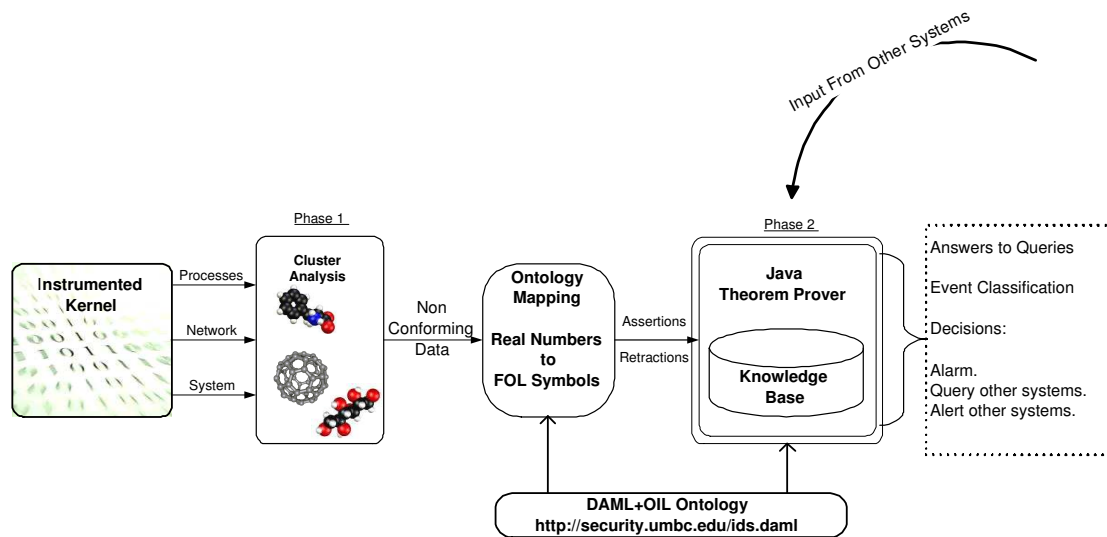 Input From Other Systems
Phase 1
Phase 2
Instrumented
Kernel
Processes
Network
System
Cluster
Analysis
Non
Conforming
Data
Ontology
Mapping
Real Numbers
to
FOL Symbols
Assertions
Retractions
Java
Theorem Prover
Knowledge
Base
Answers to Queries
Event Classification
Decisions:
Alarm.
Query other systems.
Alert other systems.
DAML+OIL Ontology
http://security.umbc.edu/ids.daml